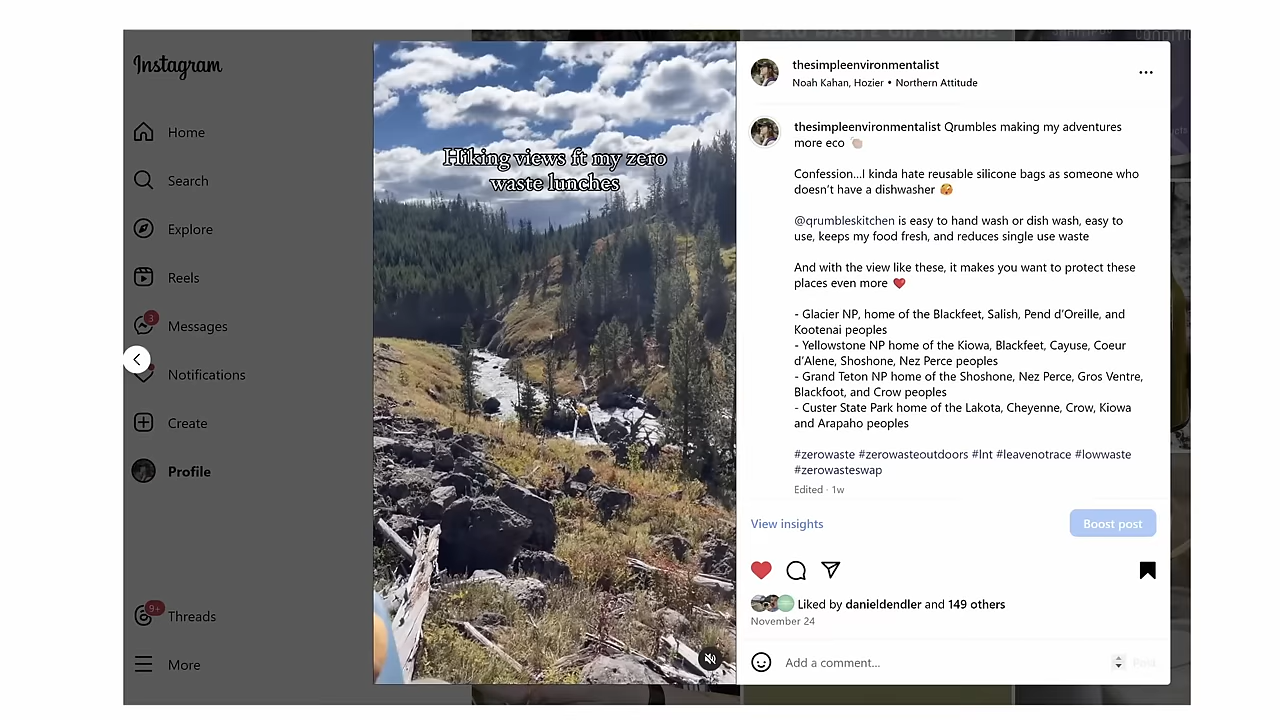 ZERO WASTE GIFT GUIDE
Instagram
Home
Search
Explore
Reels
3
Messages
Notifications
Create
Profile
9+
Threads
More
Hiking views ft my zero
waste lunches
thesimpleenvironmentalist
Noah Kahan, Hozier • Northern Attitude
thesimpleenvironmentalist Qrumbles making my adventures
more eco 🐚
Confession...I kinda hate reusable silicone bags as someone who
doesn't have a dishwasher 🫣
@qrumbleskitchen is easy to hand wash or dish wash, easy to
use, keeps my food fresh, and reduces single use waste
And with the view like these, it makes you want to protect these
places even more ❤️
- Glacier NP, home of the Blackfeet, Salish, Pend d'Oreille, and
Kootenai peoples
- Yellowstone NP home of the Kiowa, Blackfeet, Cayuse, Coeur
d'Alene, Shoshone, Nez Perce peoples
- Grand Teton NP home of the Shoshone, Nez Perce, Gros Ventre,
Blackfoot, and Crow peoples
- Custer State Park home of the Lakota, Cheyenne, Crow, Kiowa
and Arapaho peoples
#zerowaste #zerowasteoutdoors #lnt #leavenotrace #lowwaste
#zerowasteswap
Edited · 1w
View insights
Boost post
Liked by danieldendler and 149 others
November 24
Add a comment...
Post